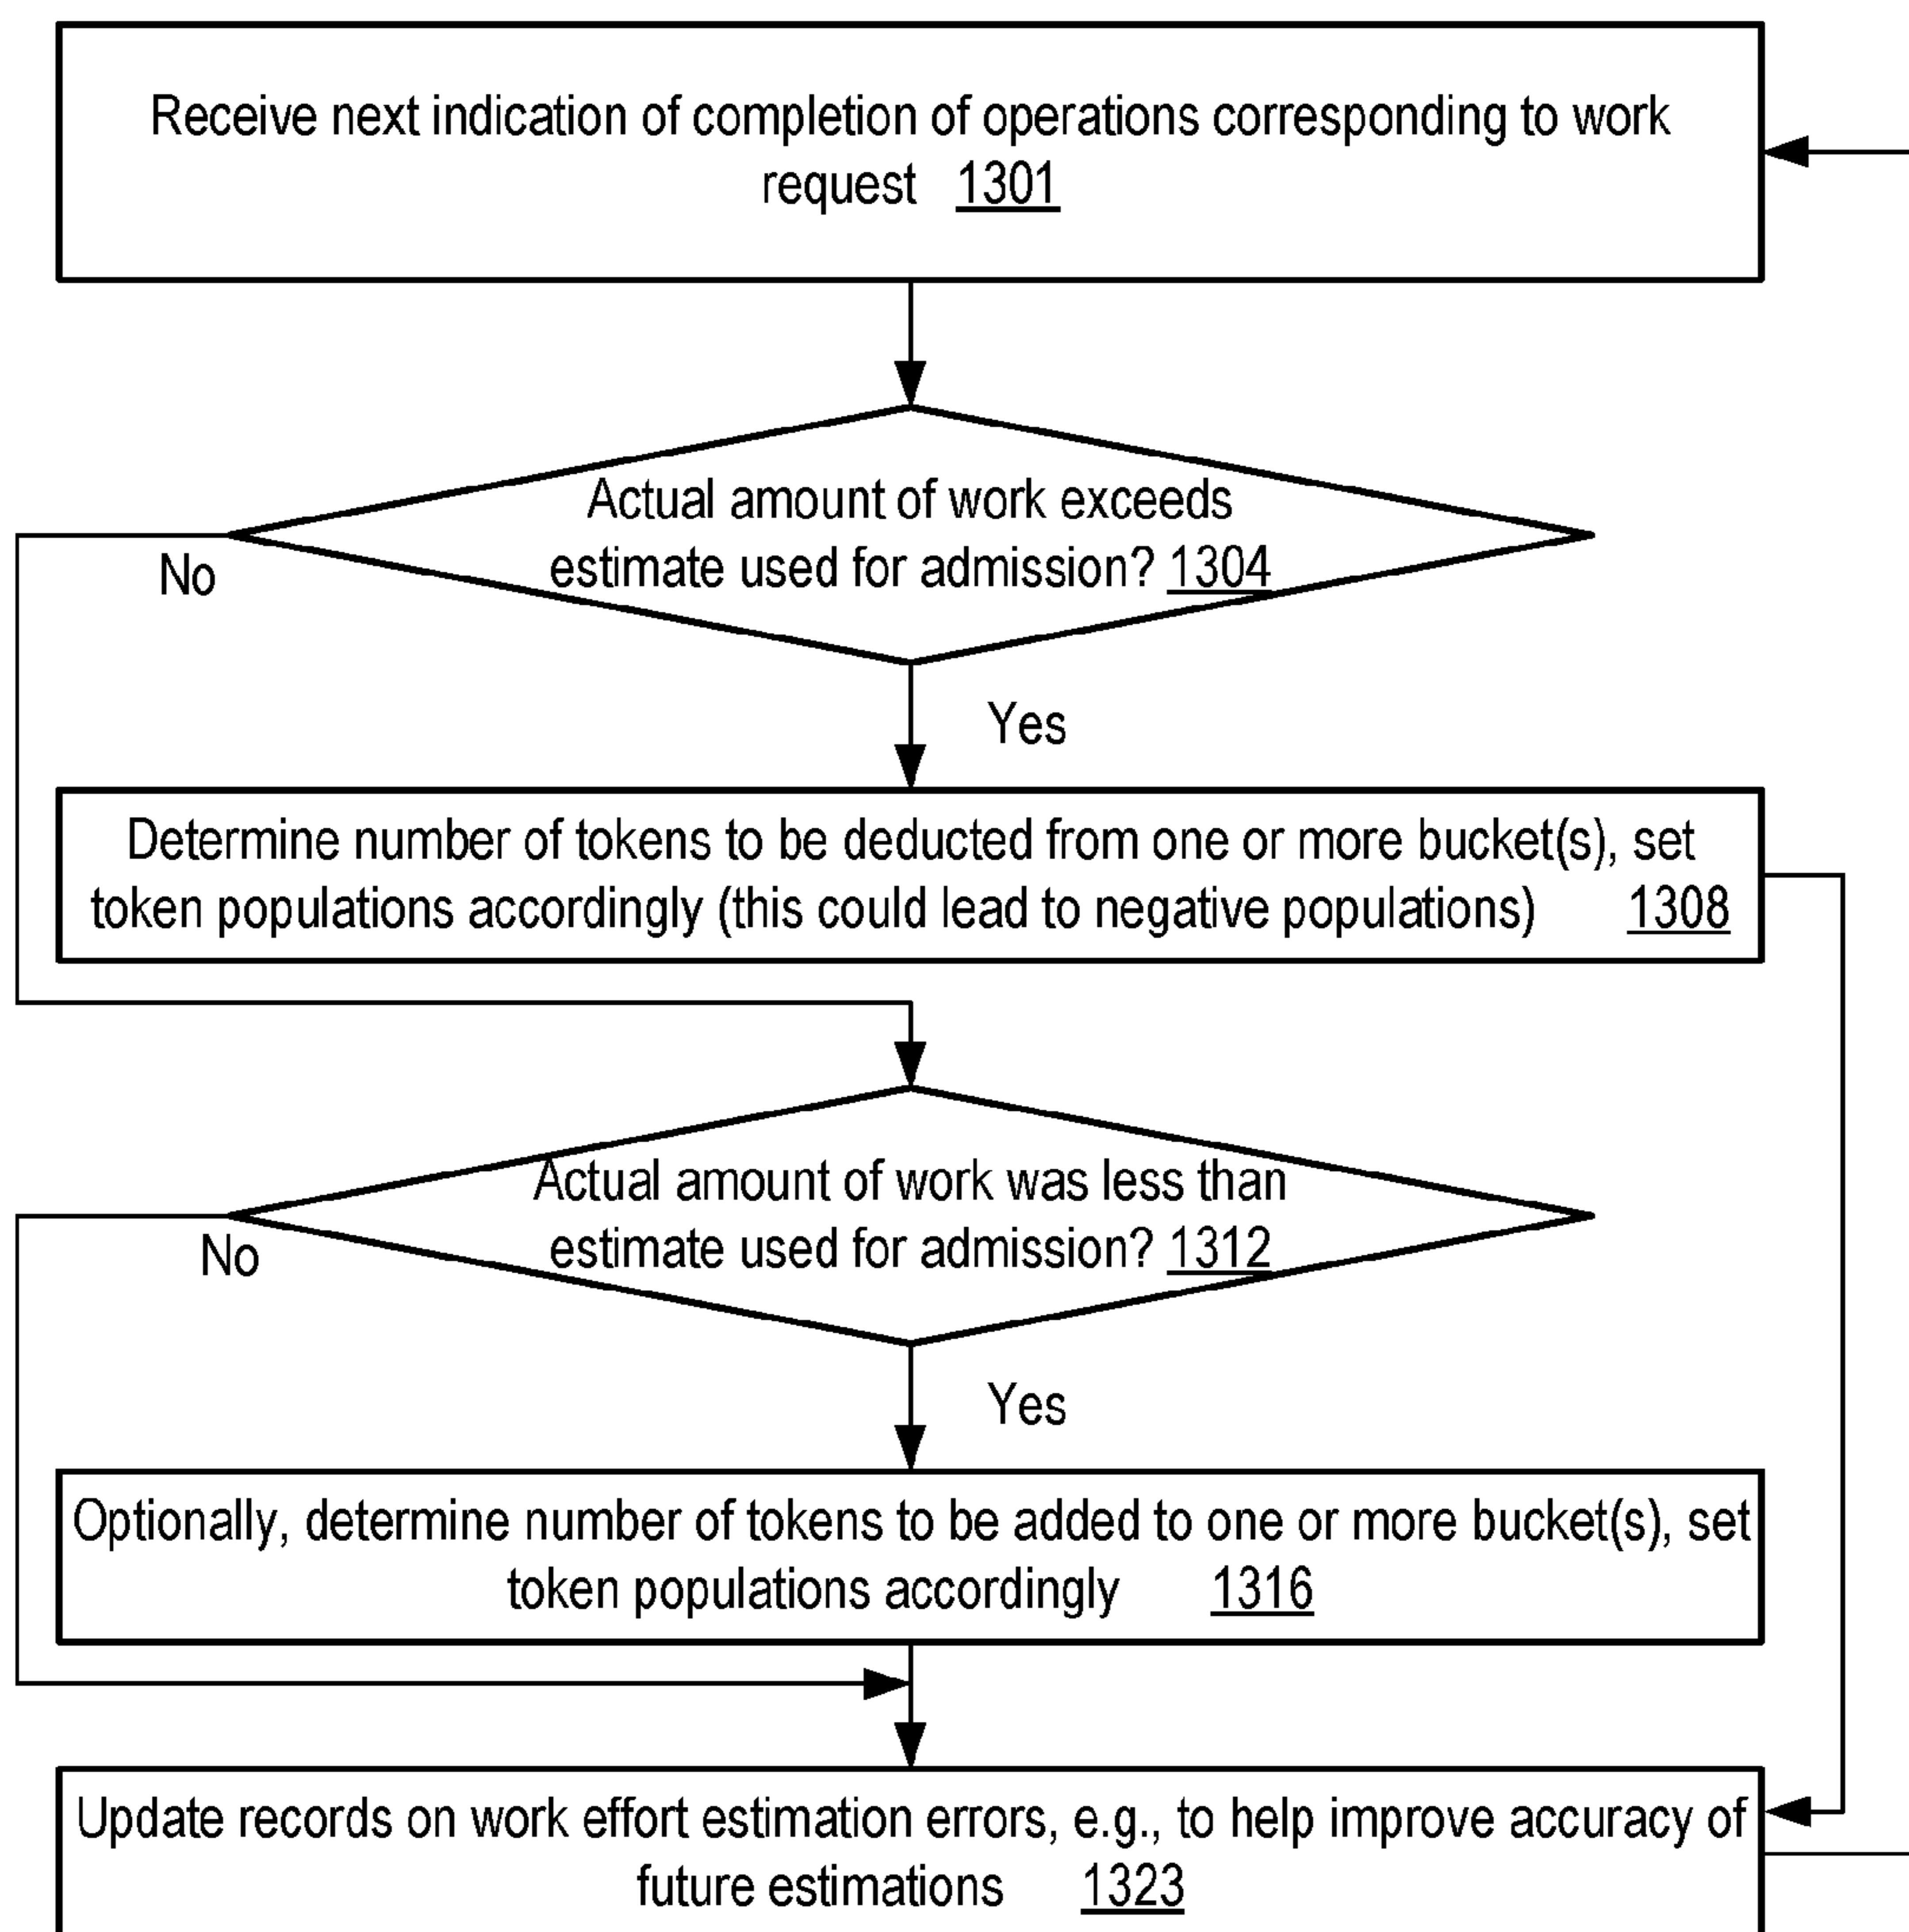 Receive next indication of completion of operations corresponding to work
request 1301
Actual amount of work exceeds
estimate used for admission? 1304
No
Yes
Determine number of tokens to be deducted from one or more bucket(s), set
token populations accordingly (this could lead to negative populations) 1308
Actual amount of work was less than
estimate used for admission? 1312
No
Yes
Optionally, determine number of tokens to be added to one or more bucket(s), set
token populations accordingly 1316
Update records on work effort estimation errors, e.g., to help improve accuracy of
future estimations 1323